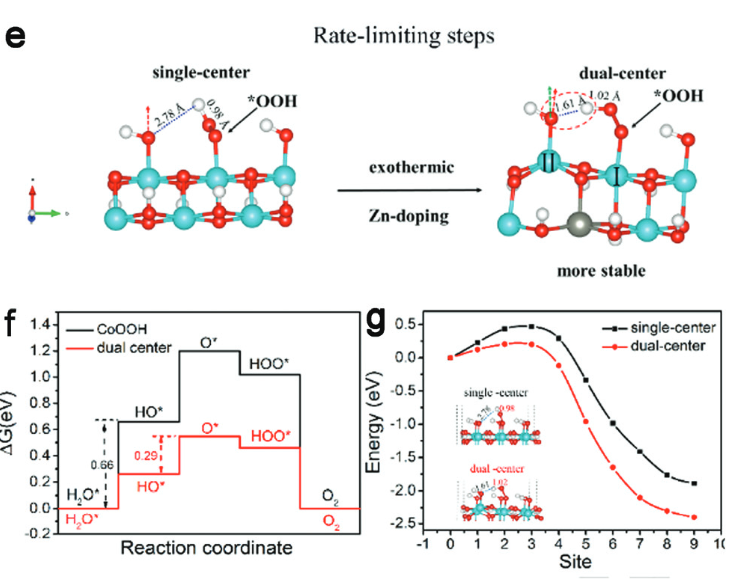 e
Rate-limiting steps
single-center
dual-center
2.78 Å
0.98 Å
*OOH
1.61 Å
1.02 Å
*OOH
II
I
exothermic
Zn-doping
more stable
b
f
CoOOH
dual center
ΔG(eV)
1.4
1.2
1.0
0.8
0.6
0.4
0.2
0.0
-0.2
H₂O*
H₂O*
0.66
HO*
HO*
0.29
O*
O*
HOO*
HOO*
O₂
O₂
Reaction coordinate
g
single-center
dual-center
Energy (eV)
0.5
0.0
-0.5
-1.0
-1.5
-2.0
-2.5
single -center
2.78
0.98
dual -center
1.61
1.02
-1 0 1 2 3 4 5 6 7 8 9
Site